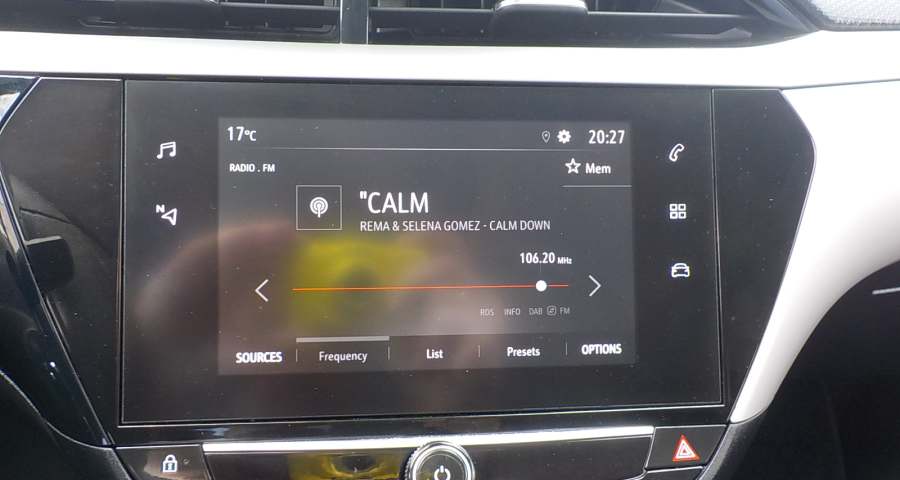 17°C 20:27
RADIO . FM Mem
"CALM
REMA & SELENA GOMEZ - CALM DOWN
106.20 MHz
RDS INFO DAB FM
SOURCES Frequency List Presets OPTIONS
N